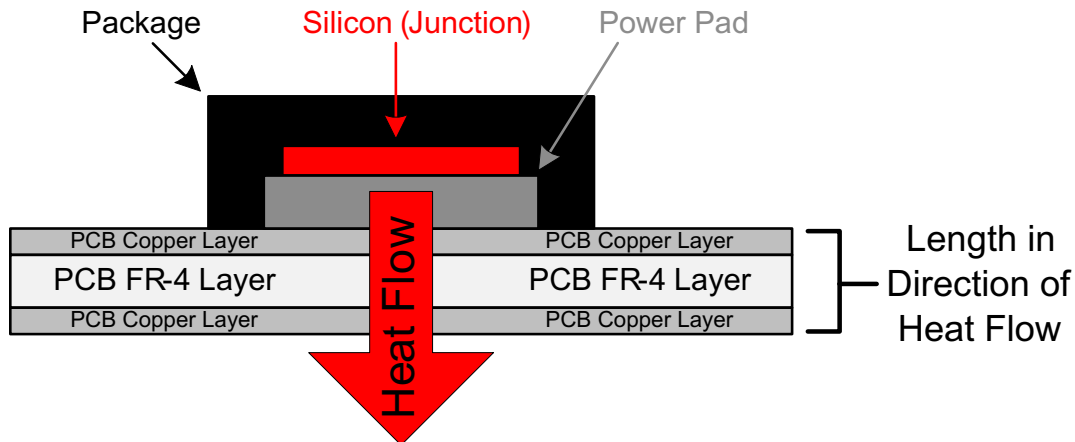 Package
Silicon (Junction)
Power Pad
PCB Copper Layer
PCB Copper Layer
PCB FR-4 Layer
PCB FR-4 Layer
PCB Copper Layer
PCB Copper Layer
Heat Flow
Length in
Direction of
Heat Flow